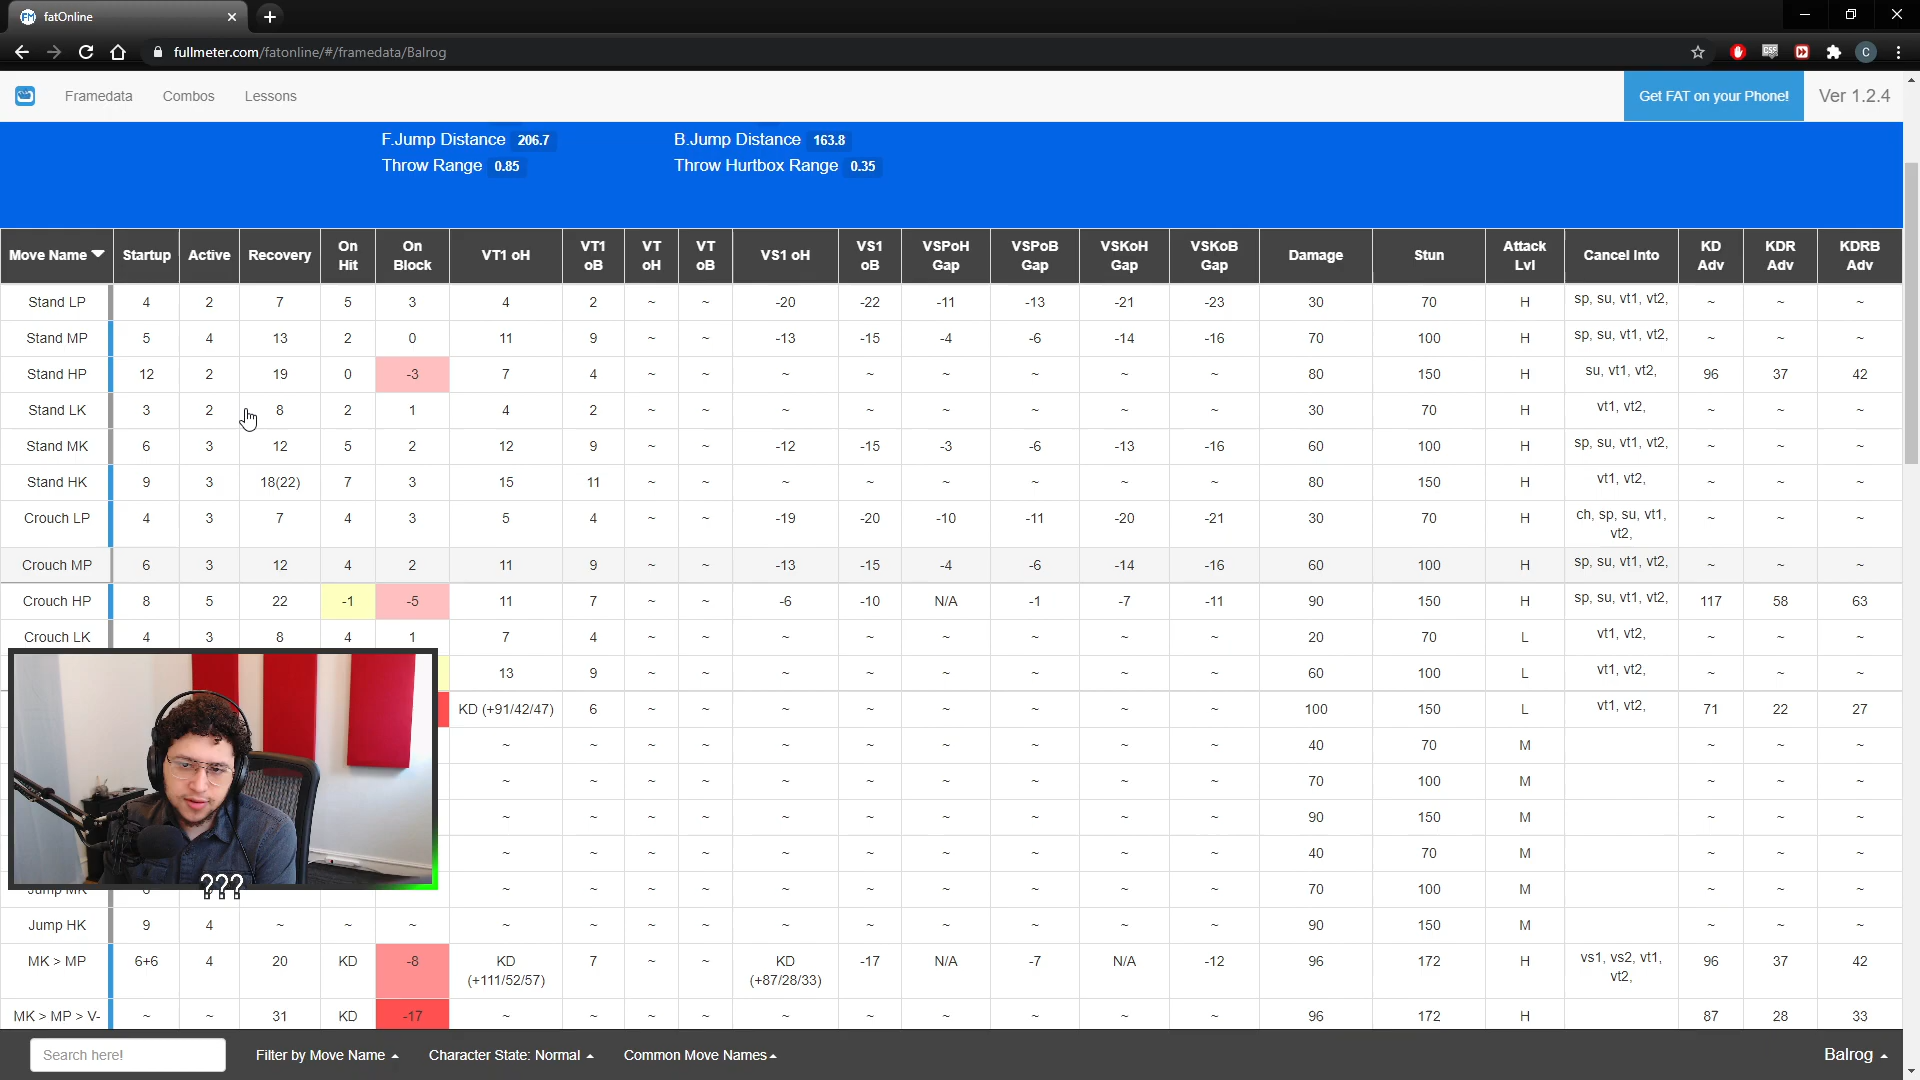 fatOnline
fullmeter.com/fatonline/#/framedata/Balrog
Framedata Combos Lessons Get FAT on your Phone! Ver 1.2.4
F.Jump Distance 206.7 B.Jump Distance 163.8
Throw Range 0.85 Throw Hurtbox Range 0.35
Move Name Startup Active Recovery On Hit On Block VT1 oH VT1 oB VT oH VT oB VS1 oH VS1 oB VSPoH Gap VSPoB Gap VSKoH Gap VSKoB Gap Damage Stun Attack Lvl Cancel Into KD Adv KDR Adv KDRB Adv
Stand LP 4 2 7 5 3 4 2 ~ ~ -20 -22 -11 -13 -21 -23 30 70 H sp, su, vt1, vt2, ~ ~ ~
Stand MP 5 4 13 2 0 11 9 ~ ~ -13 -15 -4 -6 -14 -16 70 100 H sp, su, vt1, vt2, ~ ~ ~
Stand HP 12 2 19 0 -3 7 4 ~ ~ ~ ~ ~ ~ ~ ~ 80 150 H su, vt1, vt2, 96 37 42
Stand LK 3 2 8 2 1 4 2 ~ ~ ~ ~ ~ ~ ~ ~ 30 70 H vt1, vt2, ~ ~ ~
Stand MK 6 3 12 5 2 12 9 ~ ~ -12 -15 -3 -6 -13 -16 60 100 H sp, su, vt1, vt2, ~ ~ ~
Stand HK 9 3 18(22) 7 3 15 11 ~ ~ ~ ~ ~ ~ ~ ~ 80 150 H vt1, vt2, ~ ~ ~
Crouch LP 4 3 7 4 3 5 4 ~ ~ -19 -20 -10 -11 -20 -21 30 70 H ch, sp, su, vt1, vt2, ~ ~ ~
Crouch MP 6 3 12 4 2 11 9 ~ ~ -13 -15 -4 -6 -14 -16 60 100 H sp, su, vt1, vt2, ~ ~ ~
Crouch HP 8 5 22 -1 -5 11 7 ~ ~ -6 -10 N/A -1 -7 -11 90 150 H sp, su, vt1, vt2, 117 58 63
Crouch LK 4 3 8 4 1 7 4 ~ ~ ~ ~ ~ ~ ~ ~ 20 70 L vt1, vt2, ~ ~ ~
13 9 ~ ~ ~ ~ ~ ~ ~ ~ 60 100 L vt1, vt2, ~ ~ ~
KD (+91/42/47) 6 ~ ~ ~ ~ ~ ~ ~ ~ 100 150 L vt1, vt2, 71 22 27
~ ~ ~ ~ ~ ~ ~ ~ ~ ~ 40 70 M ~ ~ ~
~ ~ ~ ~ ~ ~ ~ ~ ~ ~ 70 100 M ~ ~ ~
~ ~ ~ ~ ~ ~ ~ ~ ~ ~ 90 150 M ~ ~ ~
~ ~ ~ ~ ~ ~ ~ ~ ~ ~ 40 70 M ~ ~ ~
??? ~ ~ ~ ~ ~ ~ ~ ~ ~ ~ 70 100 M ~ ~ ~
Jump HK 9 4 ~ ~ ~ ~ ~ ~ ~ ~ ~ ~ ~ ~ ~ 90 150 M ~ ~ ~
MK > MP 6+6 4 20 KD -8 KD (+111/52/57) 7 ~ ~ KD (+87/28/33) -17 N/A -7 N/A -12 96 172 H vs1, vs2, vt1, vt2, 96 37 42
MK > MP > V- ~ ~ 31 KD -17 ~ ~ ~ ~ ~ ~ ~ ~ ~ ~ 96 172 H 87 28 33
Search here! Filter by Move Name Character State: Normal Common Move Names Balrog